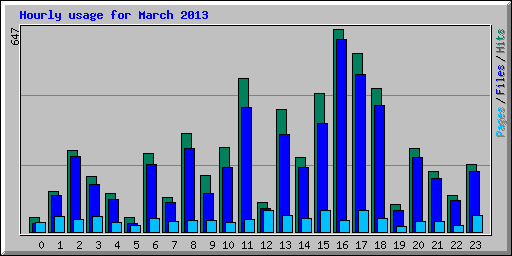 Hourly usage for March 2013
647
Pages/Files/Hits
0 1 2 3 4 5 6 7 8 9 10 11 12 13 14 15 16 17 18 19 20 21 22 23